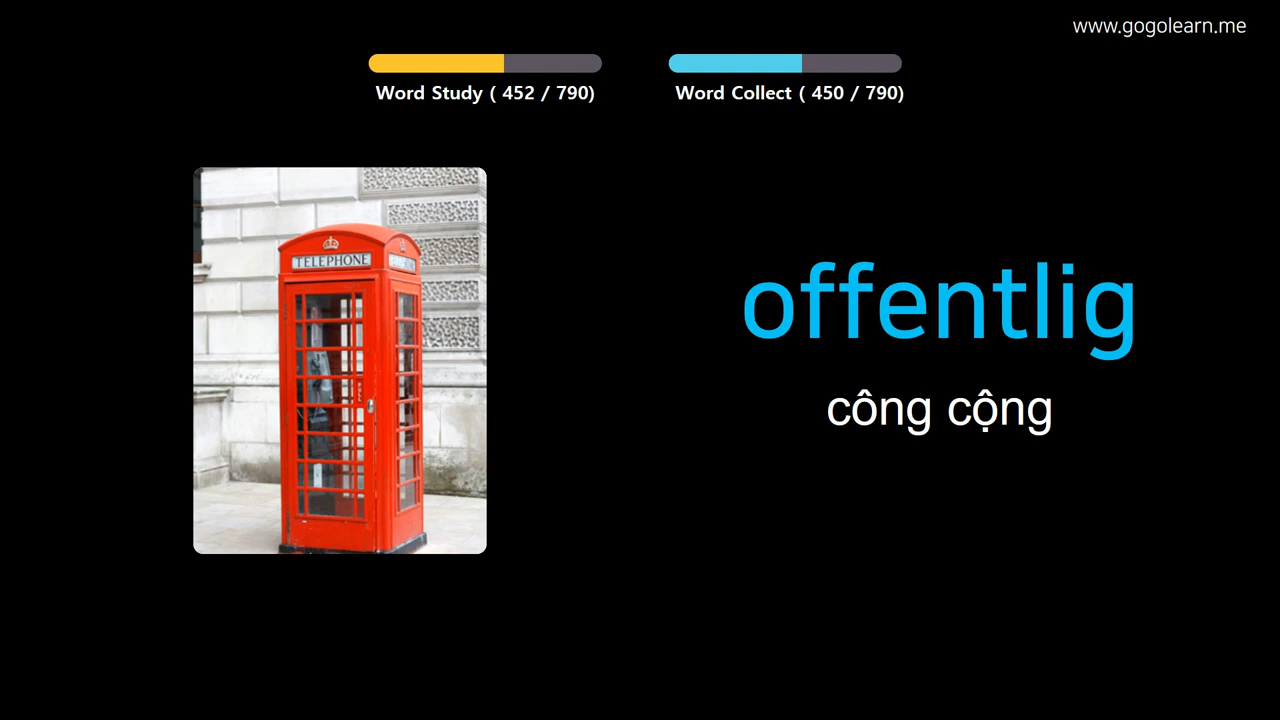 www.gogolearn.me
Word Study ( 452 / 790)
Word Collect ( 450 / 790)
TELEPHONE
offentlig
công cộng